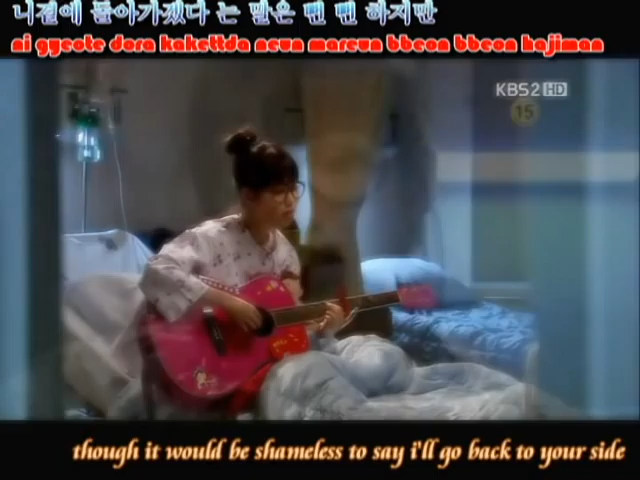 니곁에 돌아가겠다 는 말은 뻔 뻔 하지만
ni gyeote dora kakettda neun mareun bbeon bbeon hajiman
KBS2 HD
15
though it would be shameless to say i'll go back to your side